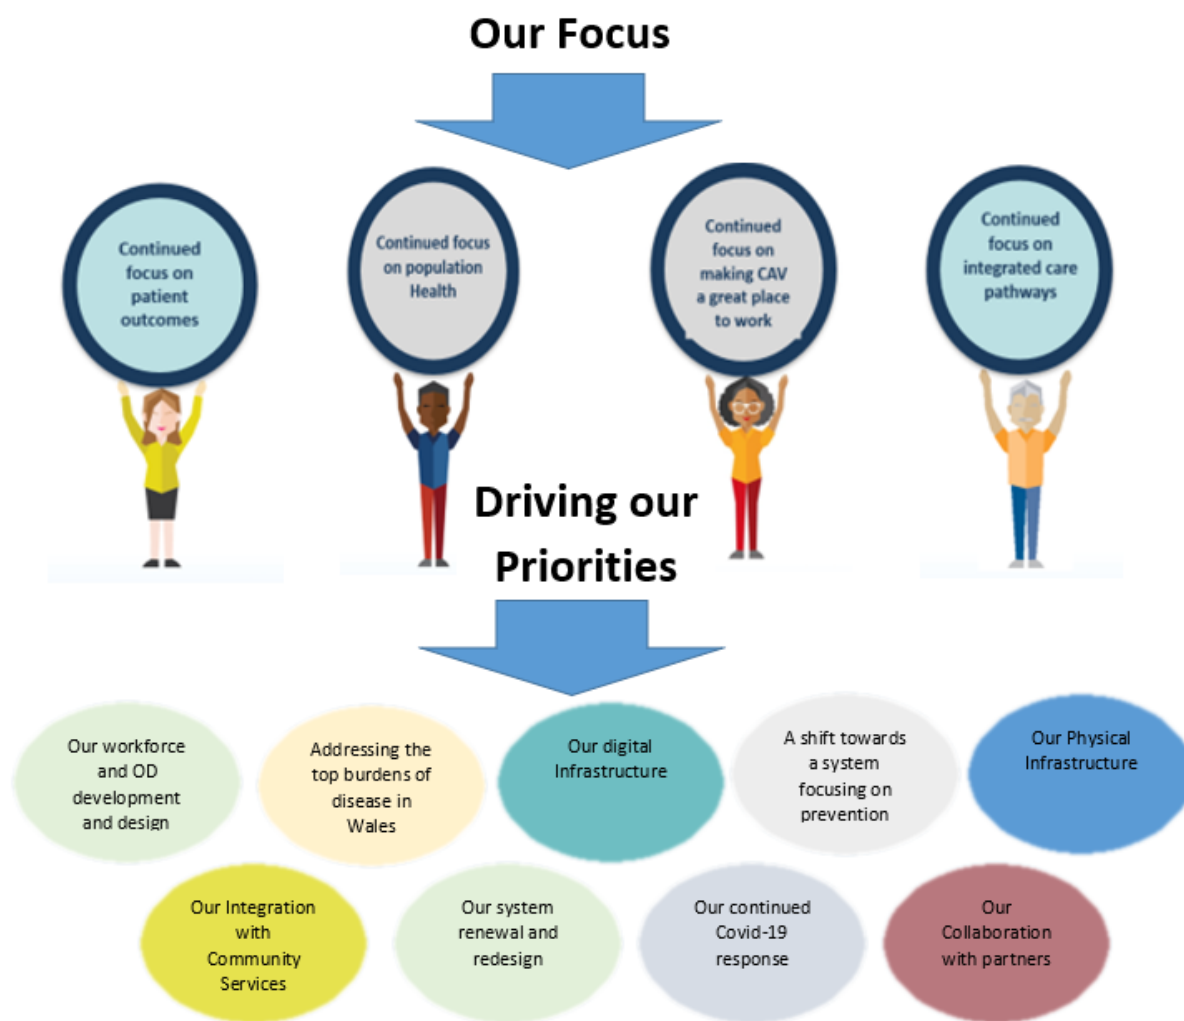 Our Focus
Continued
focus on
patient
outcomes
Continued focus
on population
Health
Continued
focus on
making CAV
a great place
to work
Continued
focus on
integrated care
pathways
Driving our
Priorities
Our workforce
and OD
development
and design
Addressing the
top burdens of
disease in
Wales
Our digital
Infrastructure
A shift towards
a system
focusing on
prevention
Our Physical
Infrastructure
Our Integration
with
Community
Services
Our system
renewal and
redesign
Our continued
Covid-19
response
Our
Collaboration
with partners